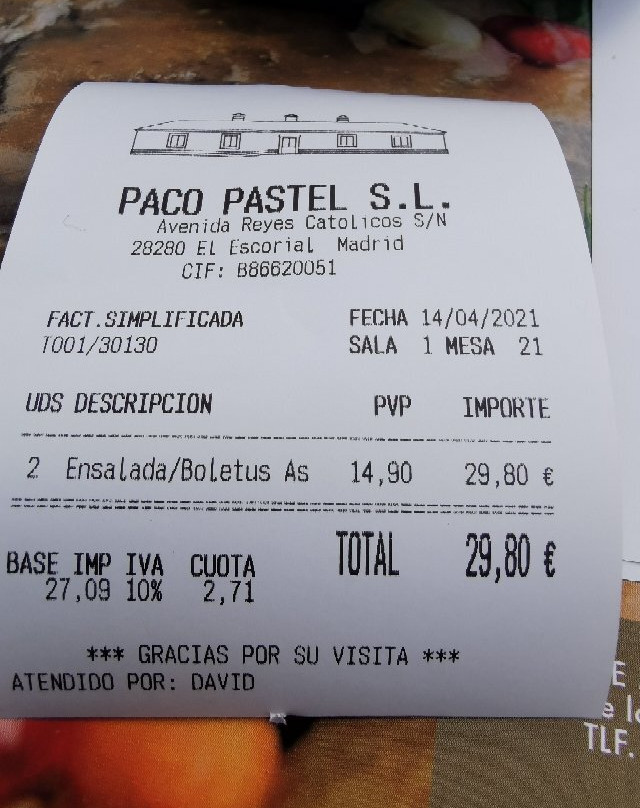 PACO PASTEL S.L.
Avenida Reyes Catolicos S/N
28280 El Escorial Madrid
CIF: B86620051
FACT.SIMPLIFICADA FECHA 14/04/2021
T001/30130 SALA 1 MESA 21
UDS DESCRIPCION PVP IMPORTE
2 Ensalada/Boletus As 14,90 29,80 €
TOTAL 29,80 €
BASE IMP IVA CUOTA
27,09 10% 2,71
*** GRACIAS POR SU VISITA ***
ATENDIDO POR: DAVID
TLF.